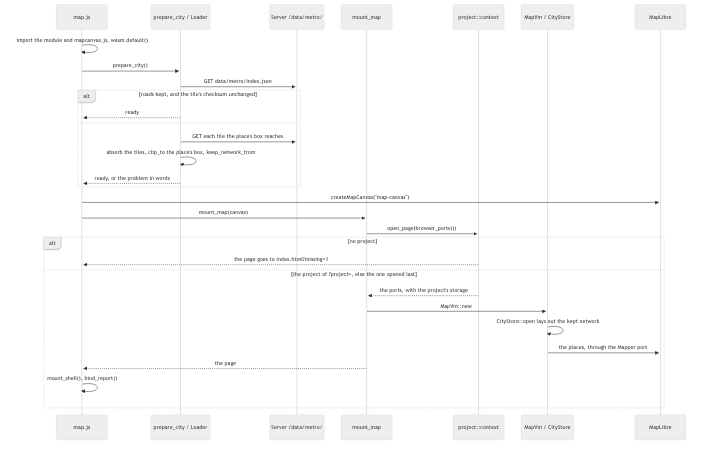 map.js
prepare_city / Loader
Server /data/metro/
mount_map
project::context
MapVm / CityStore
MapLibre
import the module and mapcanvas.js, wasm.default()
prepare_city()
GET data/metro/index.json
alt
[roads kept, and the tile's checksum unchanged]
ready
GET each tile the place's box reaches
absorb the tiles, clip_to the place's box, keep_network_from
ready, or the problem in words
createMapCanvas("map-canvas")
mount_map(canvas)
open_page(browser_ports())
alt
[no project]
the page goes to index.html?missing=1
[the project of ?project=, else the one opened last]
the ports, with the project's storage
MapVm::new
CityStore::open lays out the kept network
the places, through the Mapper port
the page
mount_shell(), bind_report()
map.js
prepare_city / Loader
Server /data/metro/
mount_map
project::context
MapVm / CityStore
MapLibre